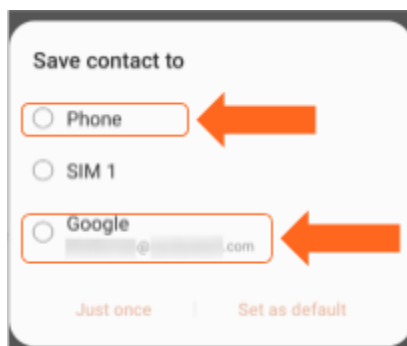 Save contact to
Phone
SIM 1
Google
@ .com
Just once Set as default